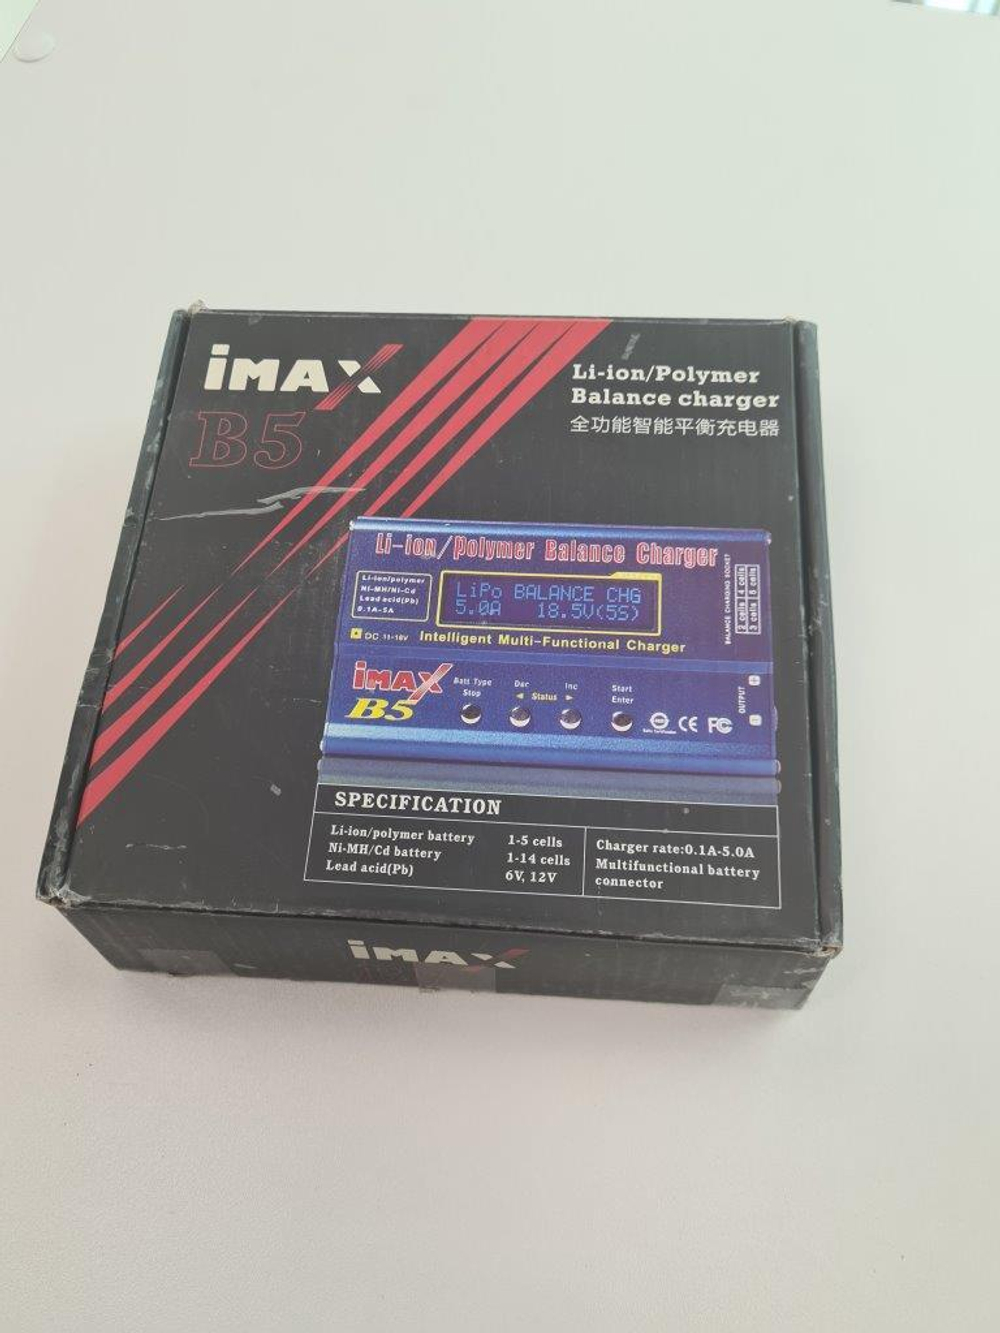 iMAX
B5
Li-ion/Polymer
Balance charger
全功能智能平衡充电器
Li-ion/polymer Balance Charger
Li-ion/polymer
Ni-MH/Ni-Cd
Lead acid(Pb)
0.1A-5A
LiPo BALANCE CHG
5.0A 18.5V(5S)
BALANCE CHARGING SOCKET
2 cells 4 cells
3 cells 5 cells
DC 11-18V
Intelligent Multi-Functional Charger
iMAX
B5
Batt Type
Stop
Dec
Inc
◄ Status ►
Start
Enter
CE FC
OUTPUT
+
-
SPECIFICATION
Li-ion/polymer battery 1-5 cells
Ni-MH/Cd battery 1-14 cells
Lead acid(Pb) 6V, 12V
Charger rate:0.1A-5.0A
Multifunctional battery
connector
iMAX